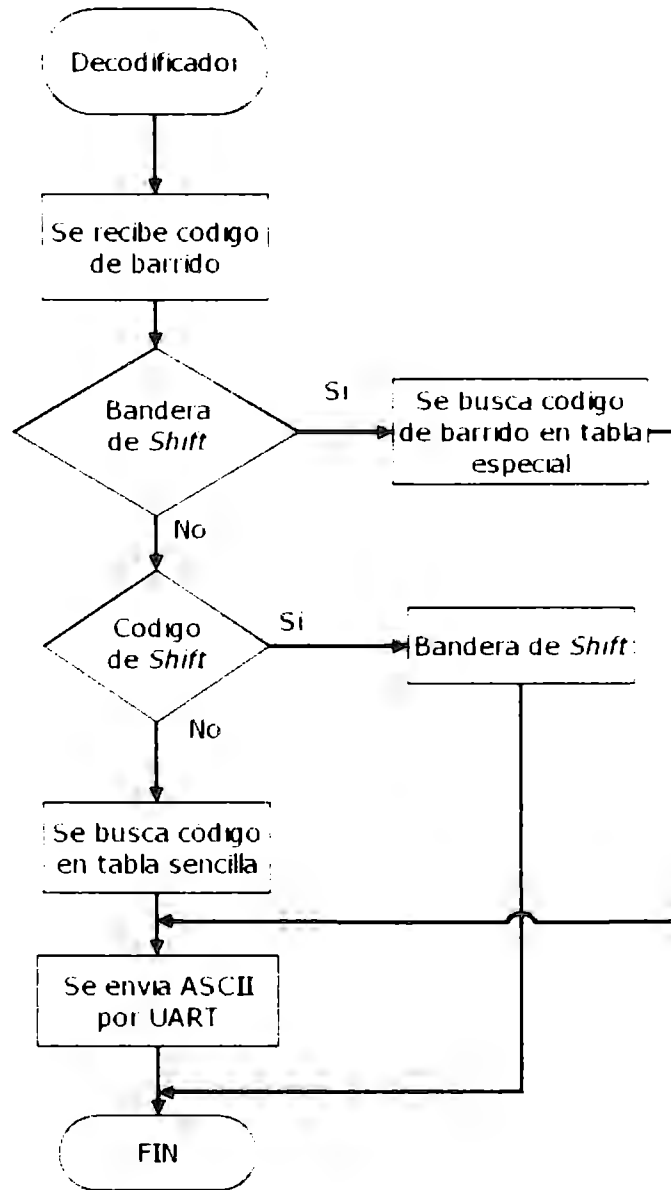 Decodificador
Se recibe codigo
de barrido
Bandera
de Shift
Si
Se busca codigo
de barrido en tabla
especial
No
Codigo
de Shift
Si
Bandera de Shift
No
Se busca codigo
en tabla sencilla
Se envia ASCII
por UART
FIN